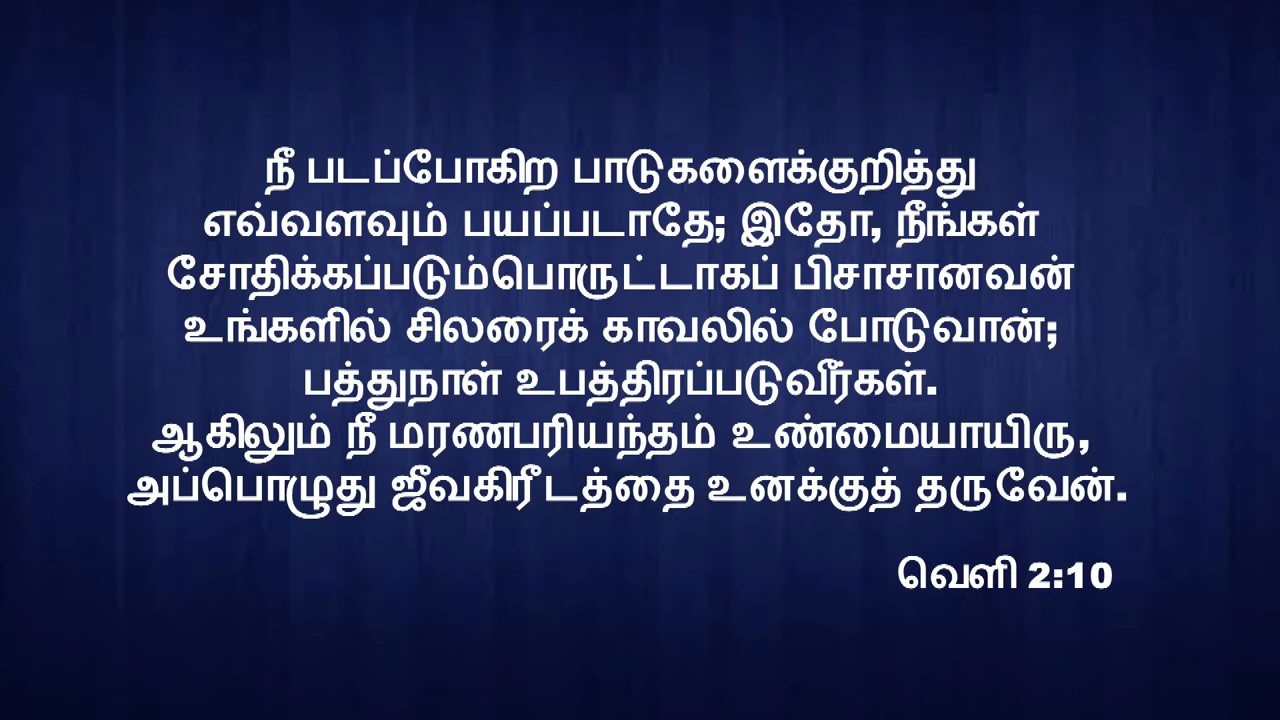 நீ படப்போகிற பாடுகளைக்குறித்து
எவ்வளவும் பயப்படாதே; இதோ, நீங்கள்
சோதிக்கப்படும்பொருட்டாகப் பிசாசானவன்
உங்களில் சிலரைக் காவலில் போடுவான்;
பத்துநாள் உபத்திரப்படுவீர்கள்.
ஆகிலும் நீ மரணபரியந்தம் உண்மையாயிரு,
அப்பொழுது ஜீவகிரீடத்தை உனக்குத் தருவேன்.
வெளி 2:10